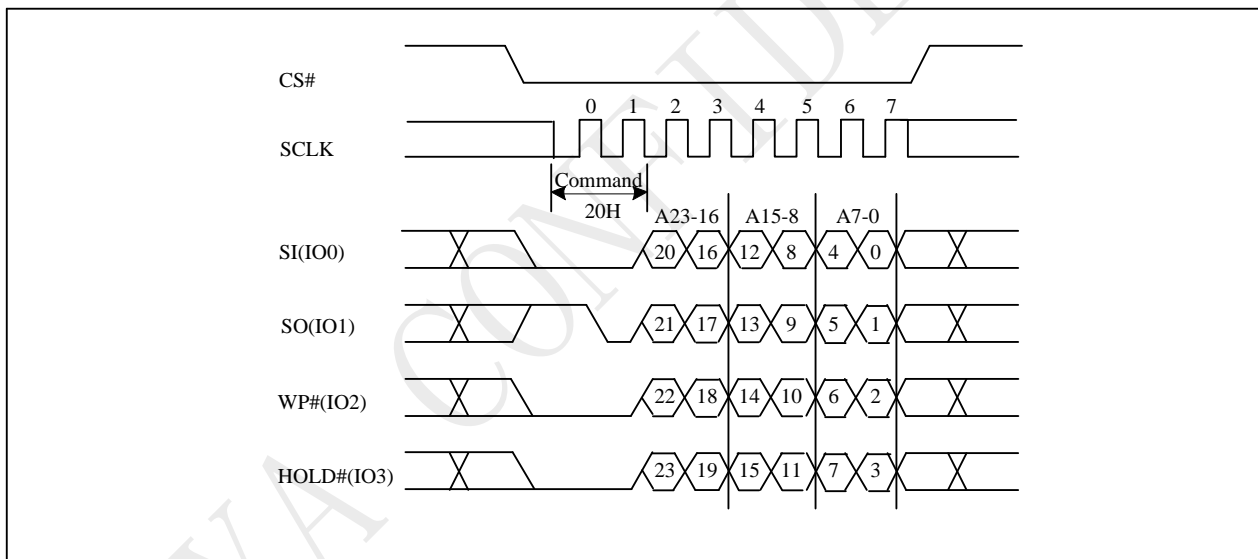 CS#
0 1 2 3 4 5 6 7
SCLK
Command
20H
A23-16 A15-8 A7-0
SI(IO0) 20 16 12 8 4 0
SO(IO1) 21 17 13 9 5 1
WP#(IO2) 22 18 14 10 6 2
HOLD#(IO3) 23 19 15 11 7 3
VA CONFID